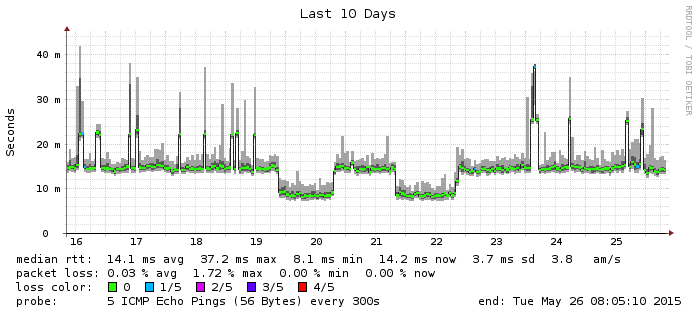 Last 10 Days
RRDTOOL / TOBI OETIKER
Seconds
40 m
30 m
20 m
10 m
0
16 17 18 19 20 21 22 23 24 25
median rtt: 14.1 ms avg 37.2 ms max 8.1 ms min 14.2 ms now 3.7 ms sd 3.8 am/s
packet loss: 0.03 % avg 1.72 % max 0.00 % min 0.00 % now
loss color: 0 1/5 2/5 3/5 4/5
probe: 5 ICMP Echo Pings (56 Bytes) every 300s end: Tue May 26 08:05:10 2015